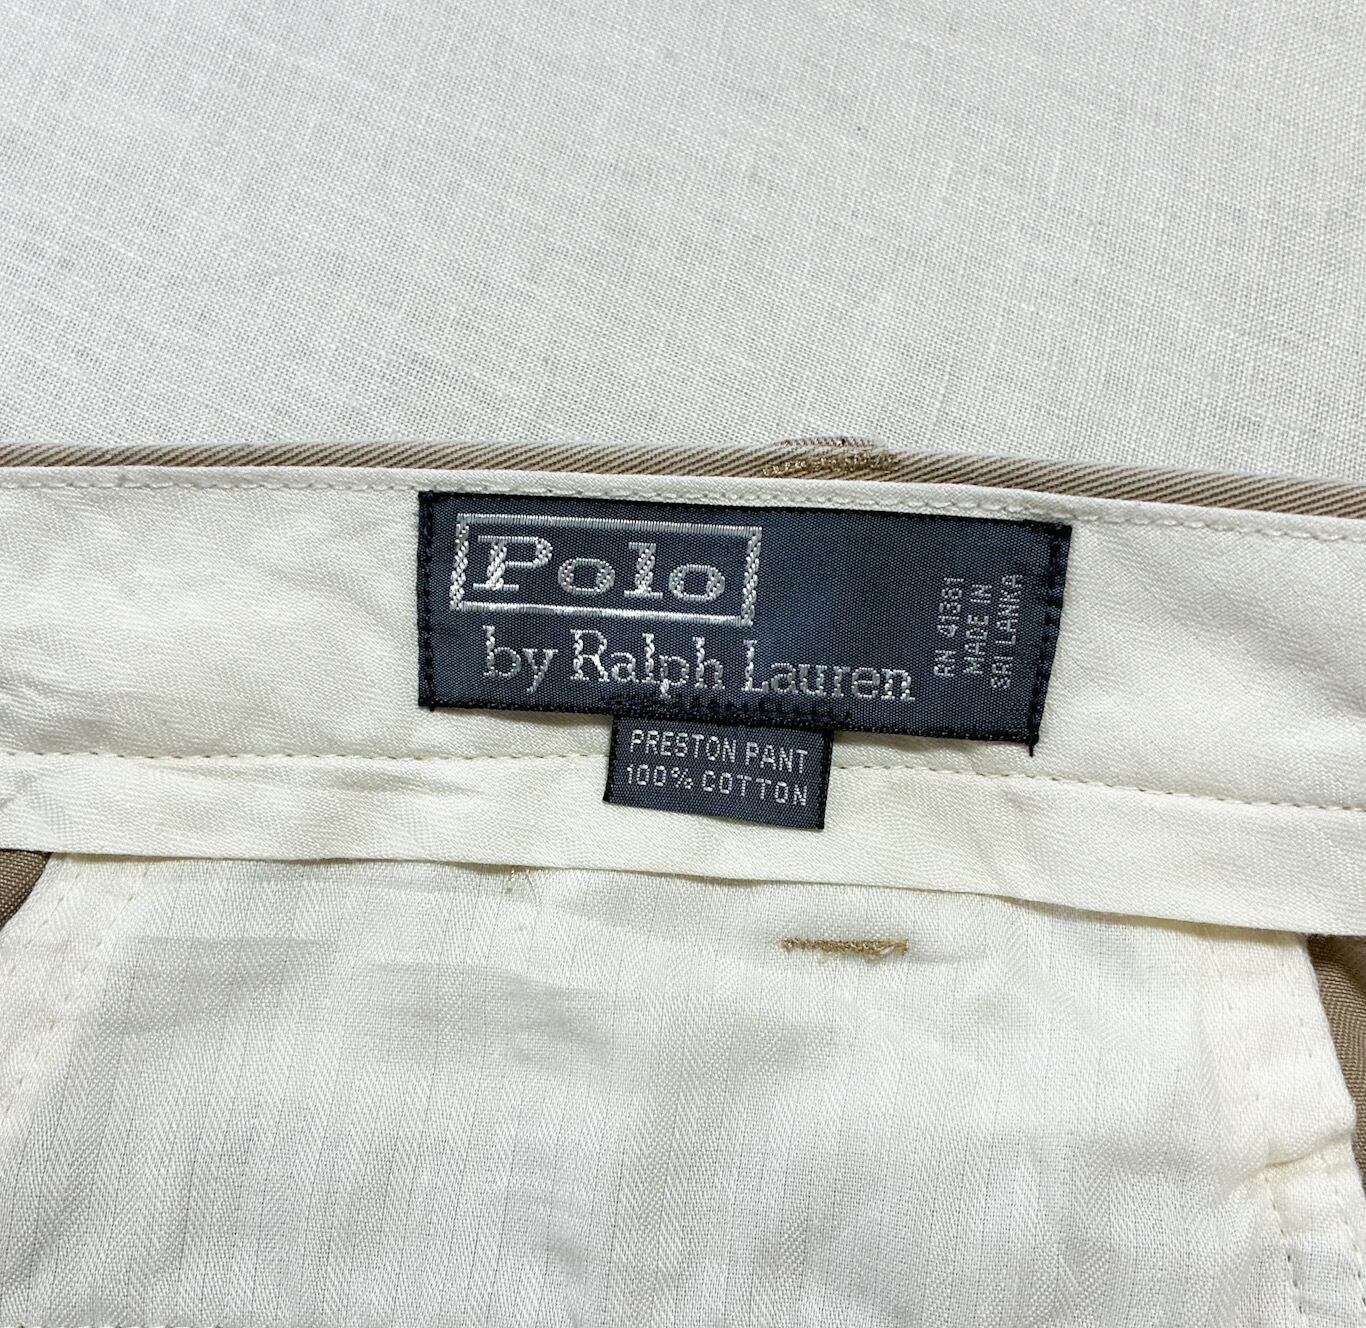 Polo
by Ralph Lauren
RN 41381
MADE IN
SRI LANKA
PRESTON PANT
100% COTTON